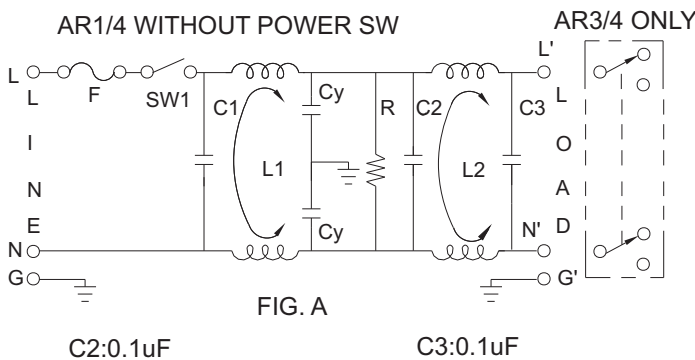 AR1/4 WITHOUT POWER SW
AR3/4 ONLY
L
F
SW1
C1
Cy
R
C2
C3
L'
L
I
N
E
L1
L2
L
O
A
D
Cy
N
N'
G
G'
FIG. A
C2:0.1uF
C3:0.1uF